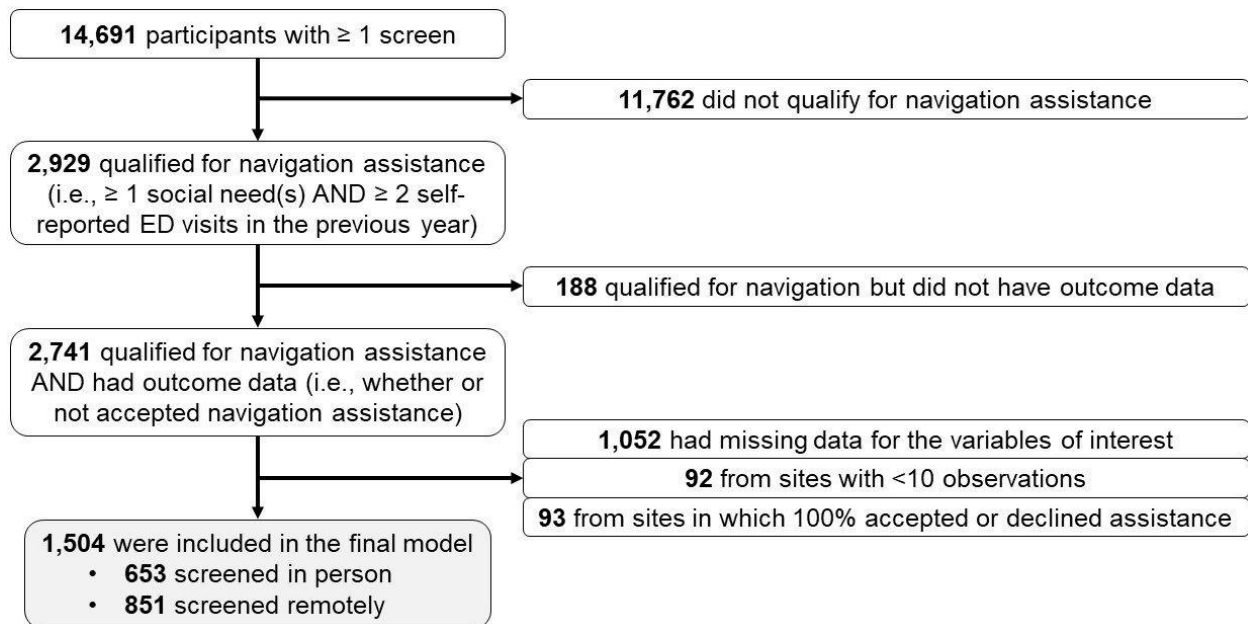 14,691 participants with ≥ 1 screen
11,762 did not qualify for navigation assistance
2,929 qualified for navigation assistance
(i.e., ≥ 1 social need(s) AND ≥ 2 self-
reported ED visits in the previous year)
188 qualified for navigation but did not have outcome data
2,741 qualified for navigation assistance
AND had outcome data (i.e., whether or
not accepted navigation assistance)
1,052 had missing data for the variables of interest
92 from sites with <10 observations
93 from sites in which 100% accepted or declined assistance
1,504 were included in the final model
• 653 screened in person
• 851 screened remotely